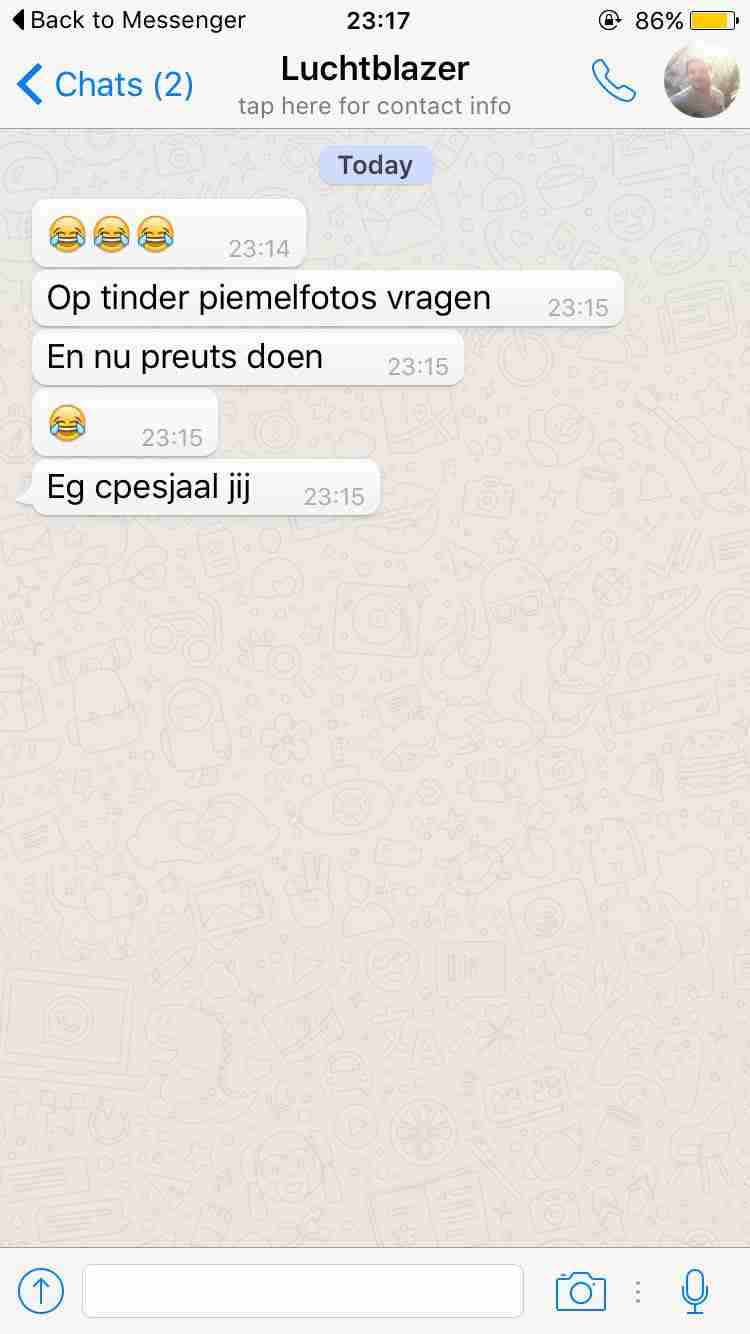 Back to Messenger 23:17 86%
Chats (2) Luchtblazer
tap here for contact info
Today
😂😂😂 23:14
Op tinder piemelfotos vragen 23:15
En nu preuts doen 23:15
😂 23:15
Eg cpesjaal jij 23:15